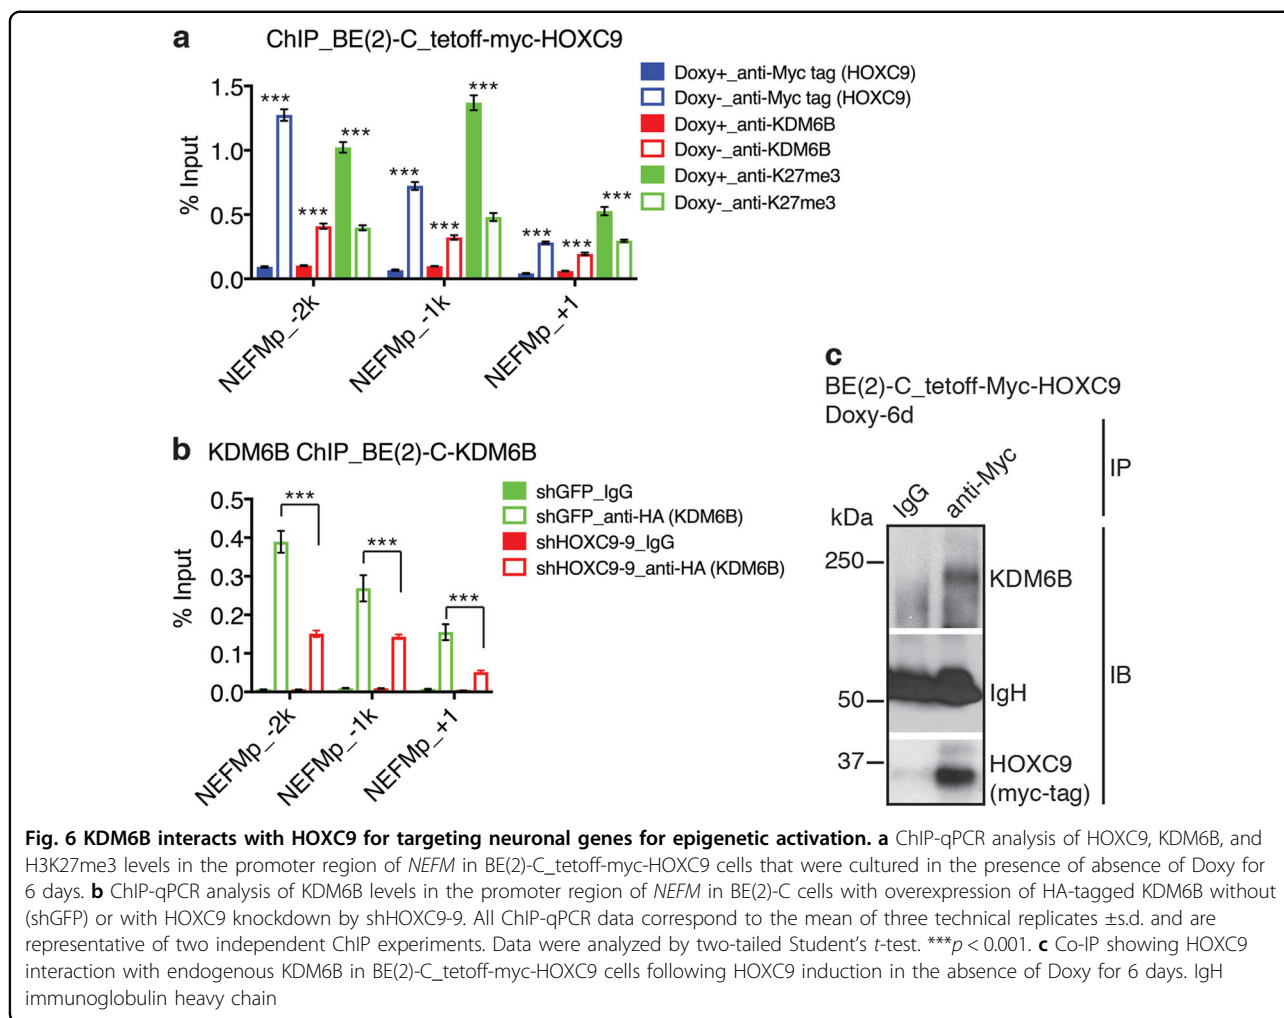 a
ChIP_BE(2)-C_tetoff-myc-HOXC9
% Input
1.5
1.0
0.5
0.0
***
***
***
***
***
***
***
***
***
NEFMp_-2k
NEFMp_-1k
NEFMp_+1
Doxy+_anti-Myc tag (HOXC9)
Doxy-_anti-Myc tag (HOXC9)
Doxy+_anti-KDM6B
Doxy-_anti-KDM6B
Doxy+_anti-K27me3
Doxy-_anti-K27me3
b
KDM6B ChIP_BE(2)-C-KDM6B
% Input
0.5
0.4
0.3
0.2
0.1
0.0
***
***
***
NEFMp_-2k
NEFMp_-1k
NEFMp_+1
shGFP_IgG
shGFP_anti-HA (KDM6B)
shHOXC9-9_IgG
shHOXC9-9_anti-HA (KDM6B)
c
BE(2)-C_tetoff-Myc-HOXC9
Doxy-6d
IgG
anti-Myc
IP
kDa
250
KDM6B
50
IgH
IB
37
HOXC9
(myc-tag)
Fig. 6 KDM6B interacts with HOXC9 for targeting neuronal genes for epigenetic activation. a ChIP-qPCR analysis of HOXC9, KDM6B, and
H3K27me3 levels in the promoter region of NEFM in BE(2)-C_tetoff-myc-HOXC9 cells that were cultured in the presence of absence of Doxy for
6 days. b ChIP-qPCR analysis of KDM6B levels in the promoter region of NEFM in BE(2)-C cells with overexpression of HA-tagged KDM6B without
(shGFP) or with HOXC9 knockdown by shHOXC9-9. All ChIP-qPCR data correspond to the mean of three technical replicates ±s.d. and are
representative of two independent ChIP experiments. Data were analyzed by two-tailed Student's t-test. ***p < 0.001. c Co-IP showing HOXC9
interaction with endogenous KDM6B in BE(2)-C_tetoff-myc-HOXC9 cells following HOXC9 induction in the absence of Doxy for 6 days. IgH
immunoglobulin heavy chain